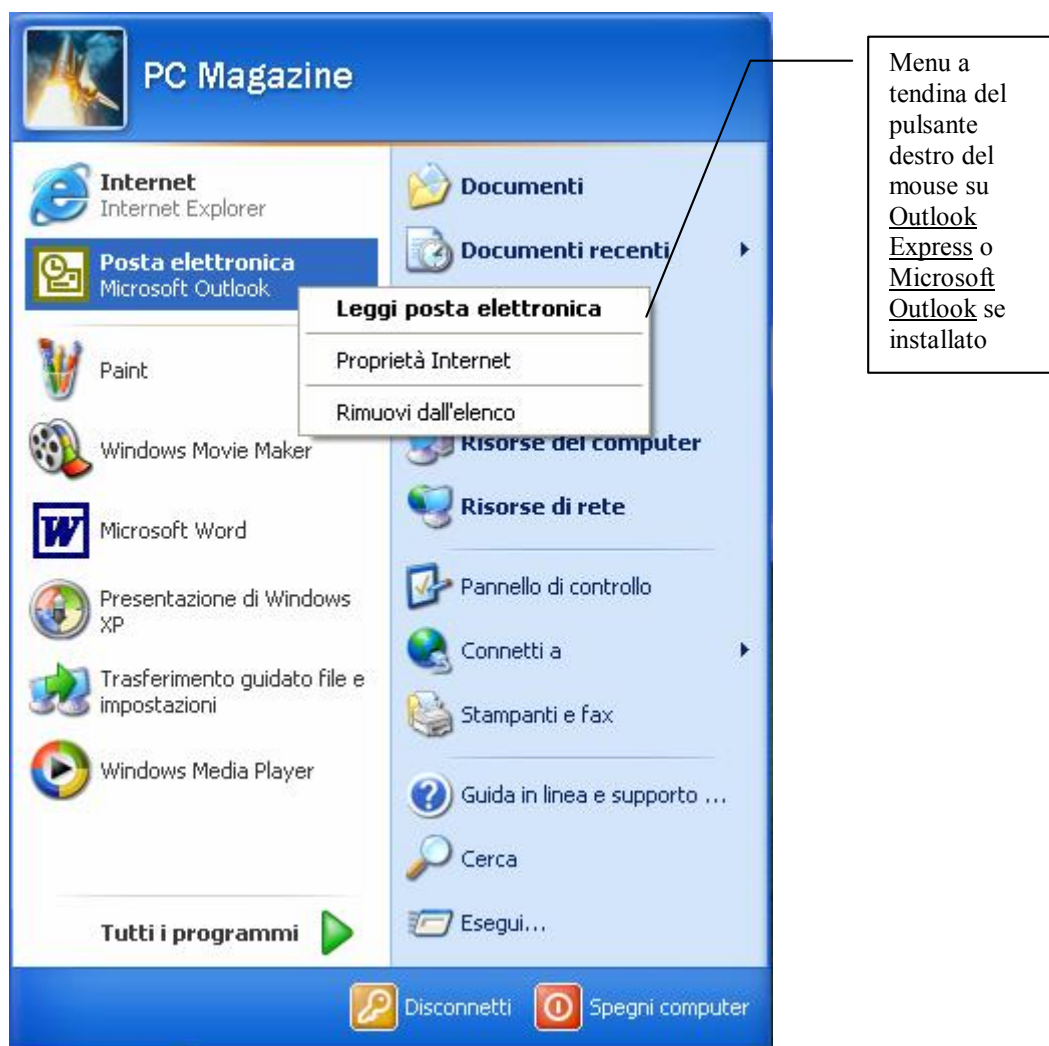 PC Magazine
Internet
Internet Explorer
Posta elettronica
Microsoft Outlook
Paint
Windows Movie Maker
Microsoft Word
Presentazione di Windows
XP
Trasferimento guidato file e
impostazioni
Windows Media Player
Tutti i programmi
Documenti
Documenti recenti
Leggi posta elettronica
Proprietà Internet
Rimuovi dall'elenco
Risorse del computer
Risorse di rete
Pannello di controllo
Connetti a
Stampanti e fax
Guida in linea e supporto ...
Cerca
Esegui...
Disconnetti
Spegni computer
Menu a
tendina del
pulsante
destro del
mouse su
Outlook
Express o
Microsoft
Outlook se
installato